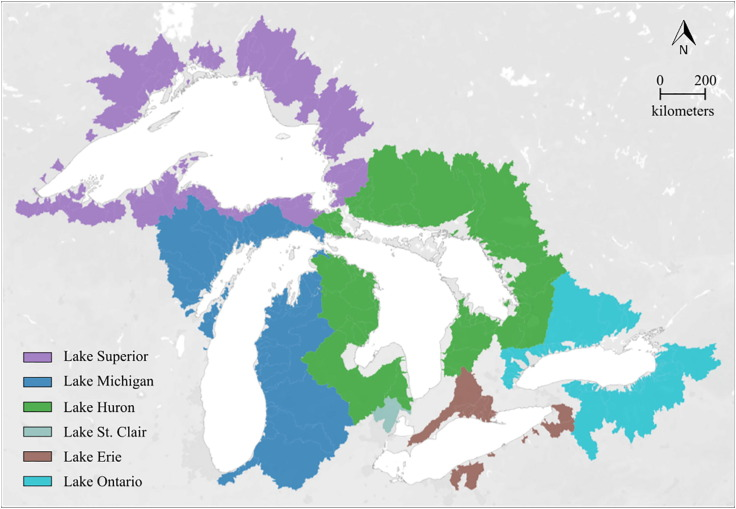 N
0 200
kilometers
Lake Superior
Lake Michigan
Lake Huron
Lake St. Clair
Lake Erie
Lake Ontario